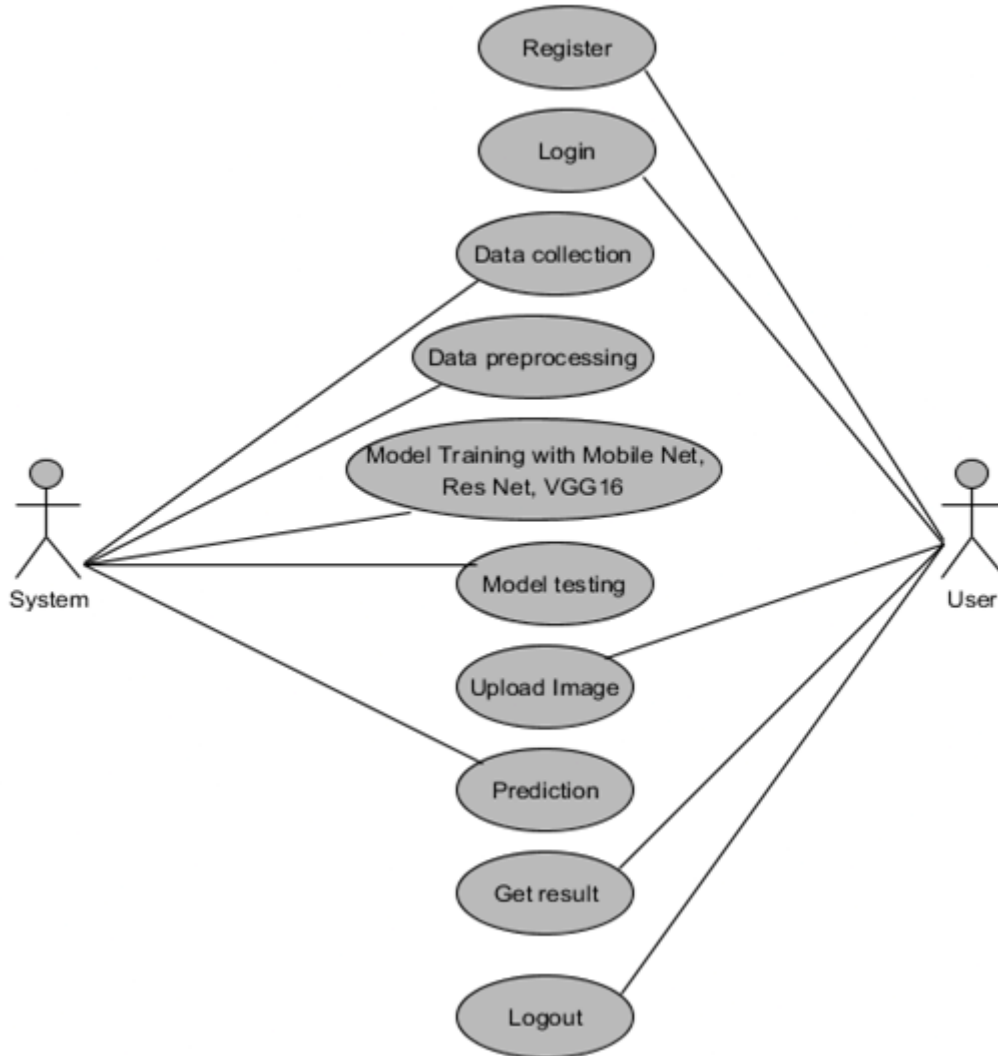 Register
Login
Data collection
Data preprocessing
Model Training with Mobile Net,
Res Net, VGG16
System
User
Model testing
Upload Image
Prediction
Get result
Logout